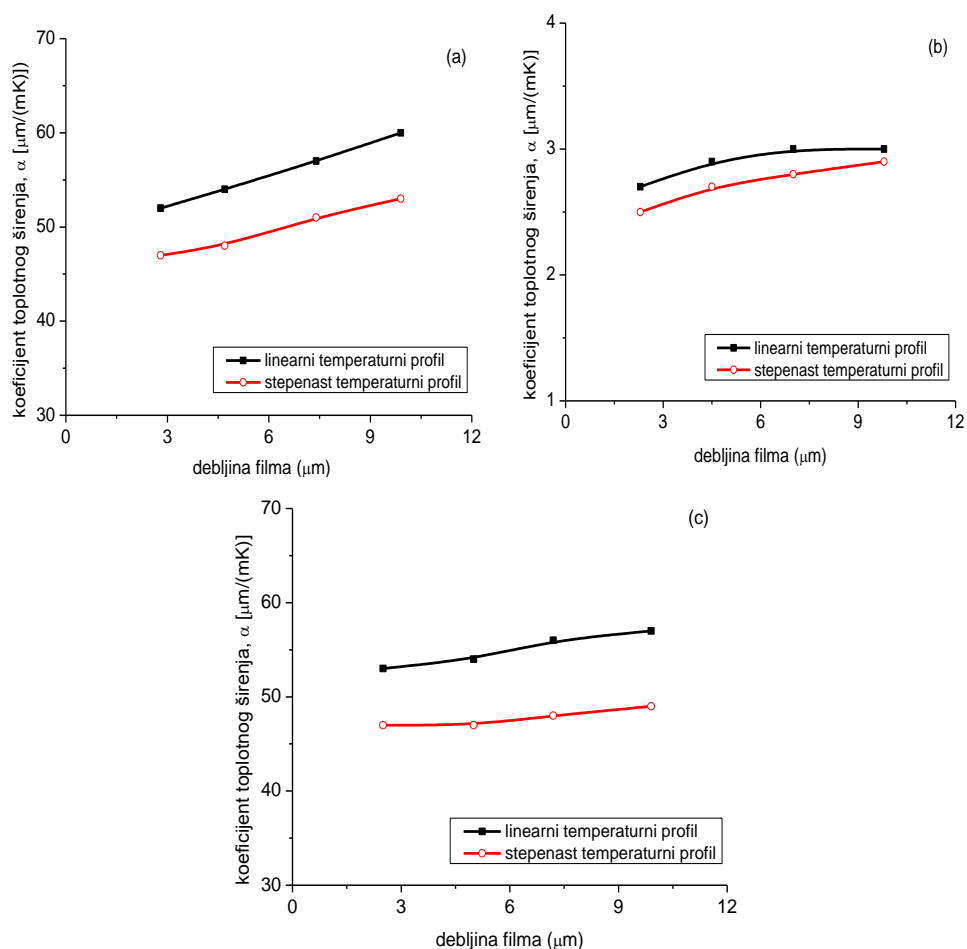 (a)
koeficijent toplotnog širenja, α [μm/(mK)])
70
60
50
40
30
0
3
6
9
12
linearni temperaturni profil
stepenast temperaturni profil
debljina filma (μm)
(b)
koeficijent toplotnog širenja, α [μm/(mK)]
4
3
2
1
0
3
6
9
12
linearni temperaturni profil
stepenast temperaturni profil
debljina filma (μm)
(c)
koeficijent toplotnog širenja, α [μm/(mK)]
70
60
50
40
30
0
3
6
9
12
linearni temperaturni profil
stepenast temperaturni profil
debljina filma (μm)